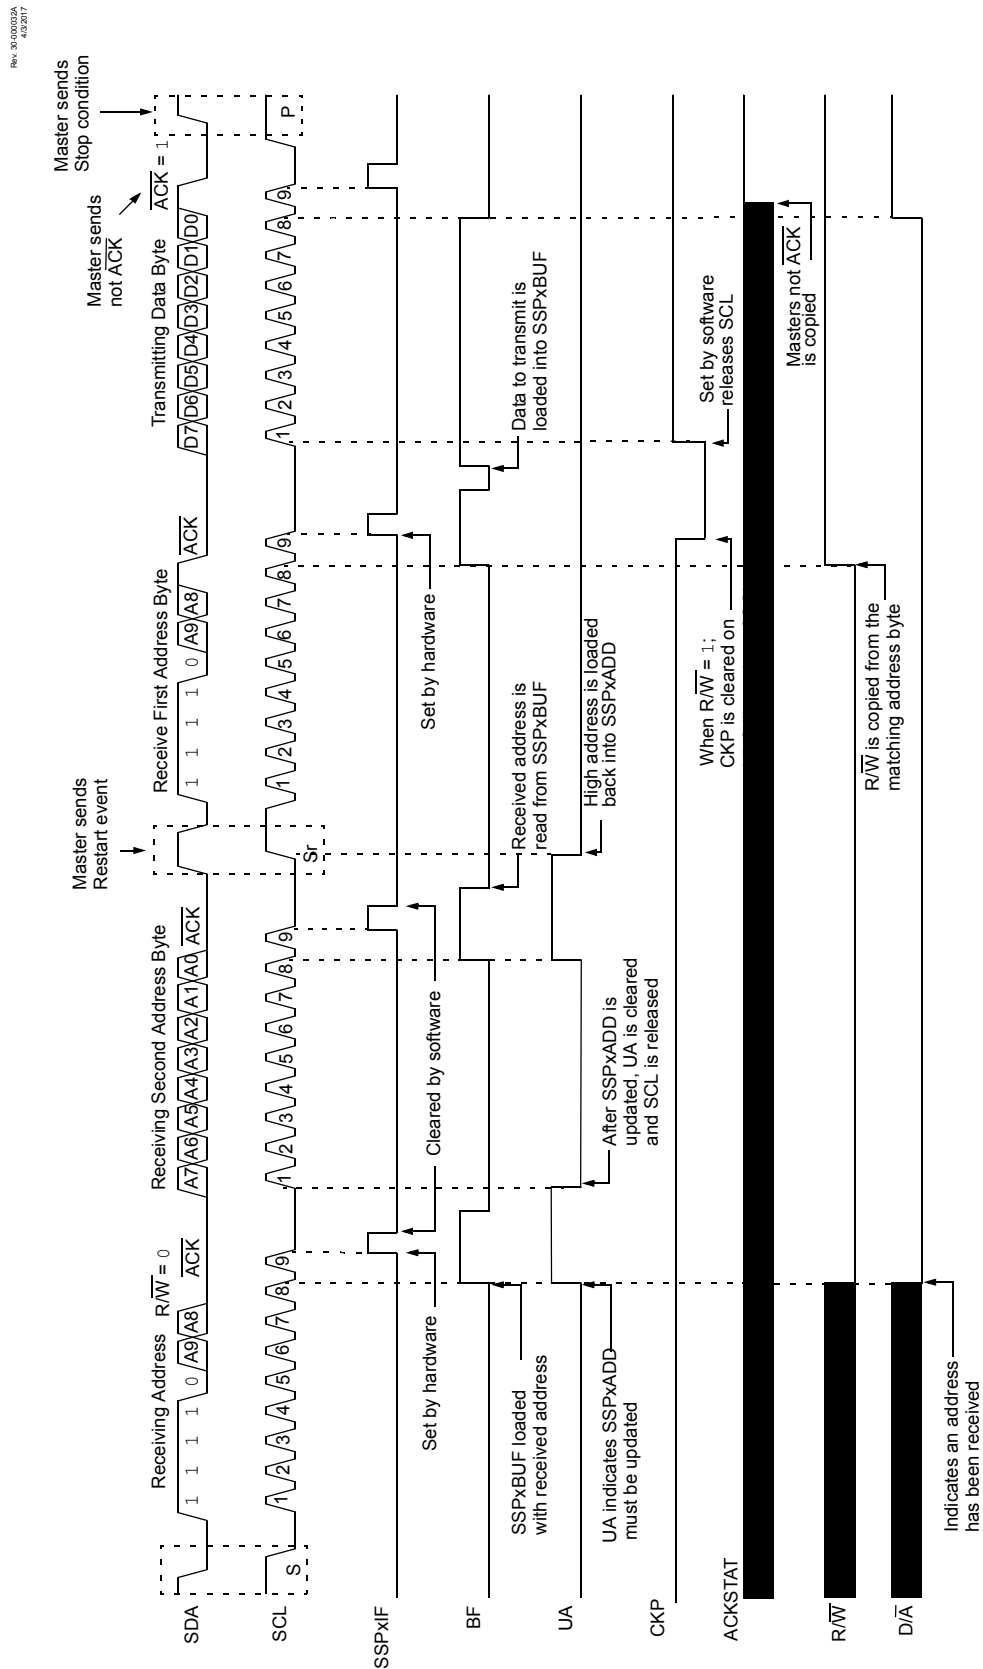 Rev. 30-000032A
4/3/2017
Master sends
Restart event
Master sends
not ACK
Master sends
Stop condition
Receiving Address R/W = 0
Receiving Second Address Byte
Receive First Address Byte
Transmitting Data Byte
ACK = 1
SDA
1 1 1 1 0 A9 A8 ACK
A7 A6 A5 A4 A3 A2 A1 A0 ACK
1 1 1 1 0 A9 A8 ACK
D7 D6 D5 D4 D3 D2 D1 D0
SCL
S 1 2 3 4 5 6 7 8 9
1 2 3 4 5 6 7 8 9 Sr
1 2 3 4 5 6 7 8 9
1 2 3 4 5 6 7 8 9 P
SSPxIF
Set by hardware
Cleared by software
Set by hardware
BF
SSPxBUF loaded
with received address
Received address is
read from SSPxBUF
Data to transmit is
loaded into SSPxBUF
UA
UA indicates SSPxADD
must be updated
After SSPxADD is
updated, UA is cleared
and SCL is released
High address is loaded
back into SSPxADD
CKP
When R/W = 1;
CKP is cleared on
Set by software
releases SCL
ACKSTAT
Masters not ACK
is copied
R/W
R/W is copied from the
matching address byte
D/A
Indicates an address
has been received